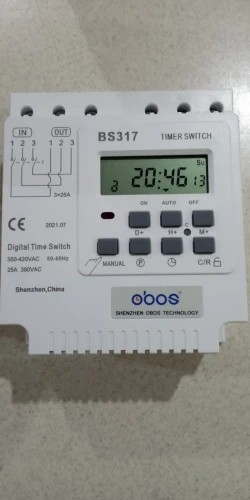 IN OUT
1 2 3 1 2 3
3×25A
BS317 TIMER SWITCH
Su
20:46 13
ON AUTO OFF
D+ H+ C M+
MANUAL P C/R
CE 2021.07
Digital Time Switch
350-420VAC 50-60Hz
25A 380VAC
Shenzhen,China
obos
SHENZHEN OBOS TECHNOLOGY